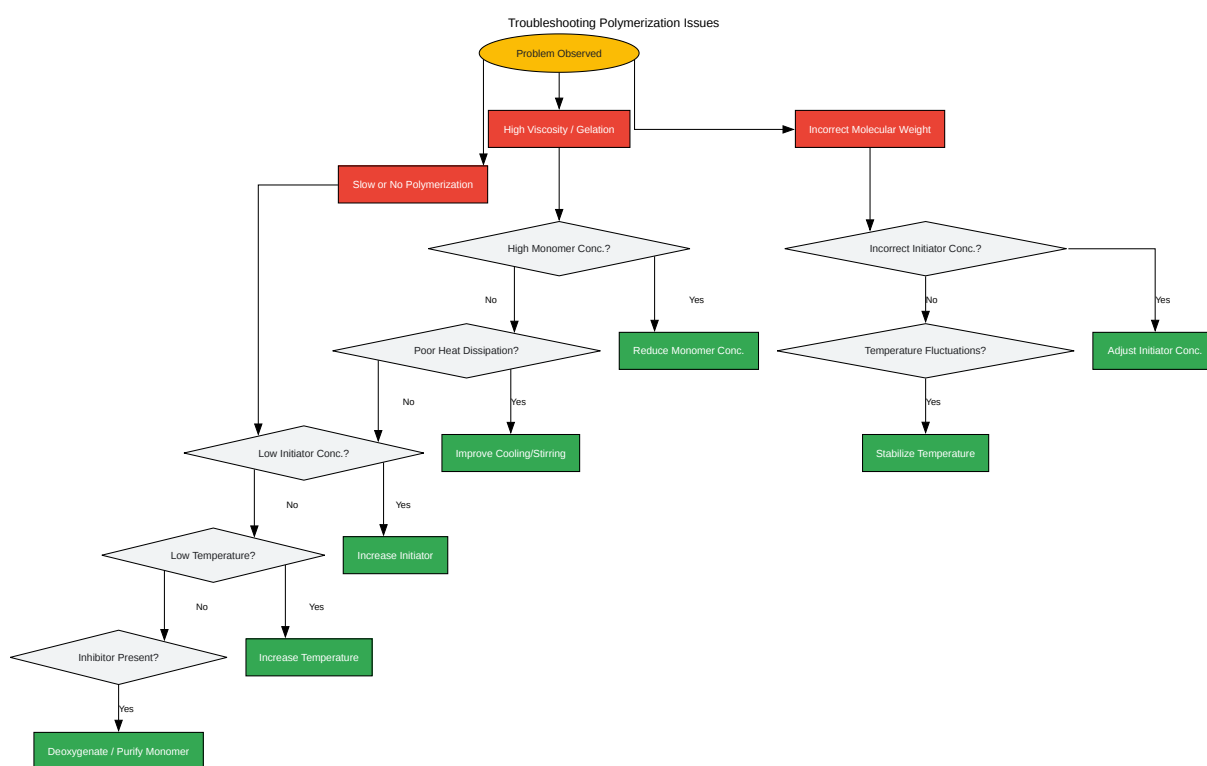 Troubleshooting Polymerization Issues
Problem Observed
High Viscosity / Gelation
Incorrect Molecular Weight
Slow or No Polymerization
High Monomer Conc.?
Incorrect Initiator Conc.?
No
Yes
No
Yes
Poor Heat Dissipation?
Reduce Monomer Conc.
Temperature Fluctuations?
Adjust Initiator Conc.
No
Yes
Yes
Low Initiator Conc.?
Improve Cooling/Stirring
Stabilize Temperature
No
Yes
Low Temperature?
Increase Initiator
No
Yes
Inhibitor Present?
Increase Temperature
Yes
Deoxygenate / Purify Monomer